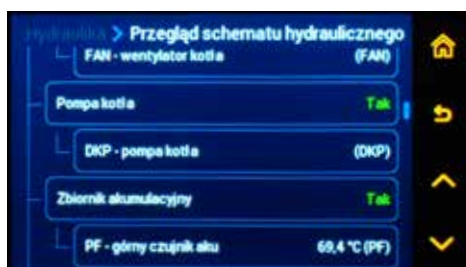 Hydraulika > Przegląd schematu hydraulicznego
FAN - wentylator kotła (FAN)
Pompa kotła Tak
DKP - pompa kotła (DKP)
Zbiornik akumulacyjny Tak
PF - górny czujnik aku 69,4 °C (PF)